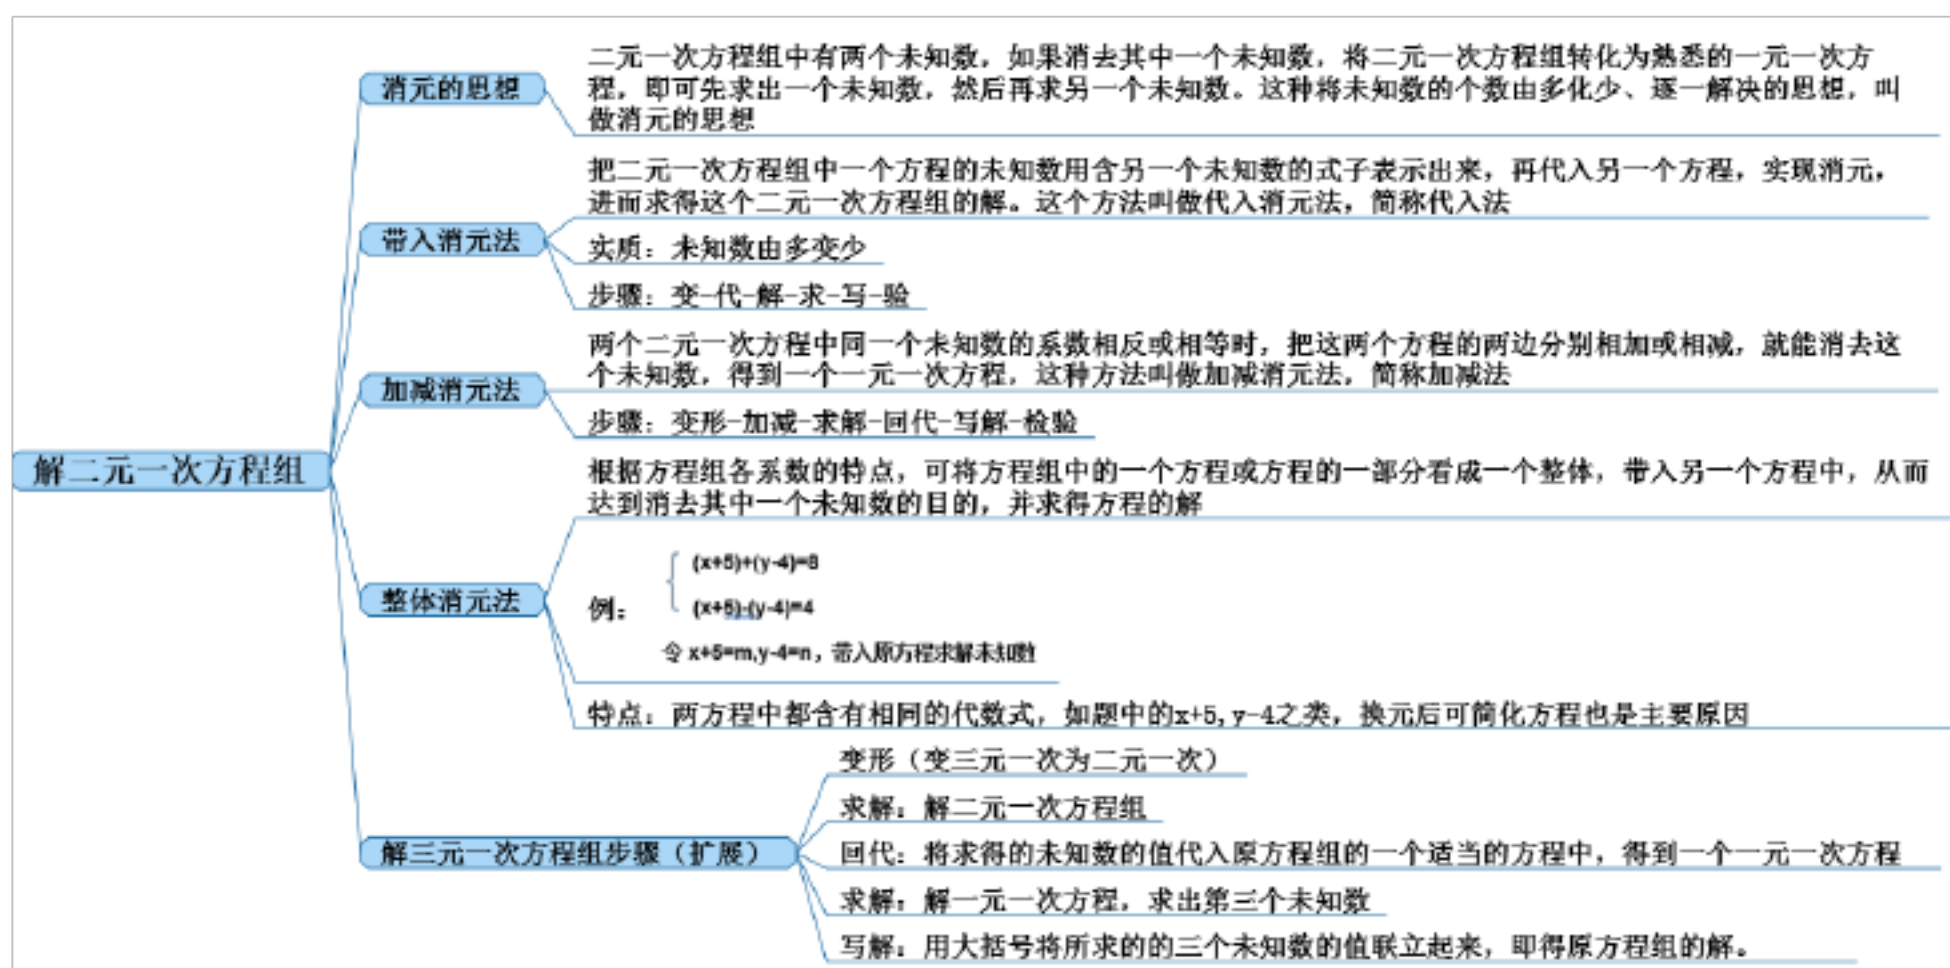 解二元一次方程组
消元的思想
二元一次方程组中有两个未知数，如果消去其中一个未知数，将二元一次方程组转化为熟悉的一元一次方
程，即可先求出一个未知数，然后再求另一个未知数。这种将未知数的个数由多化少、逐一解决的思想，叫
做消元的思想
带入消元法
把二元一次方程组中一个方程的未知数用含另一个未知数的式子表示出来，再代入另一个方程，实现消元，
进而求得这个二元一次方程组的解。这个方法叫做代入消元法，简称代入法
实质：未知数由多变少
步骤：变-代-解-求-写-验
加减消元法
两个二元一次方程中同一个未知数的系数相反或相等时，把这两个方程的两边分别相加或相减，就能消去这
个未知数，得到一个一元一次方程，这种方法叫做加减消元法，简称加减法
步骤：变形-加减-求解-回代-写解-检验
整体消元法
根据方程组各系数的特点，可将方程组中的一个方程或方程的一部分看成一个整体，带入另一个方程中，从而
达到消去其中一个未知数的目的，并求得方程的解
例：
(x+5)+(y-4)=8
(x+5)-(y-4)=4
令 x+5=m,y-4=n，带入原方程求解未知数
特点：两方程中都含有相同的代数式，如题中的x+5,y-4之类，换元后可简化方程也是主要原因
解三元一次方程组步骤（扩展）
变形（变三元一次为二元一次）
求解：解二元一次方程组
回代：将求得的未知数的值代入原方程组的一个适当的方程中，得到一个一元一次方程
求解：解一元一次方程，求出第三个未知数
写解：用大括号将所求的的三个未知数的值联立起来，即得原方程组的解。